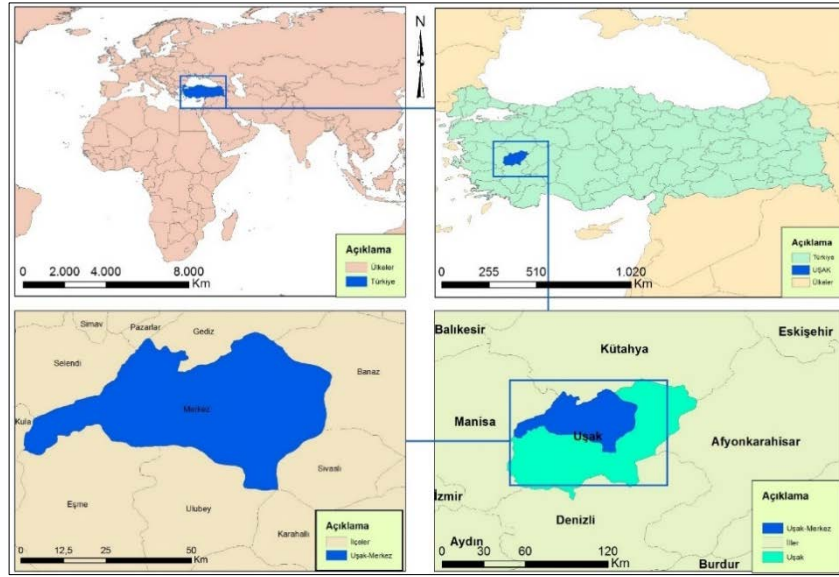 N
Açıklama
Ülkeler
Türkiye
0 2.000 4.000 8.000
Km
Açıklama
Türkiye
UŞAK
Ülkeler
0 255 510 1.020
Km
Simav
Pazarlar
Gediz
Selendi
Banaz
Merkez
Kula
Sivaslı
Eşme
Ulubey
Karahallı
Açıklama
İlçeler
Uşak-Merkez
0 12,5 25 50
Km
Balıkesir
Eskişehir
Kütahya
Manisa
Uşak
Afyonkarahisar
İzmir
Denizli
Aydın
Burdur
Açıklama
Uşak-Merkez
İller
Uşak
0 30 60 120
Km